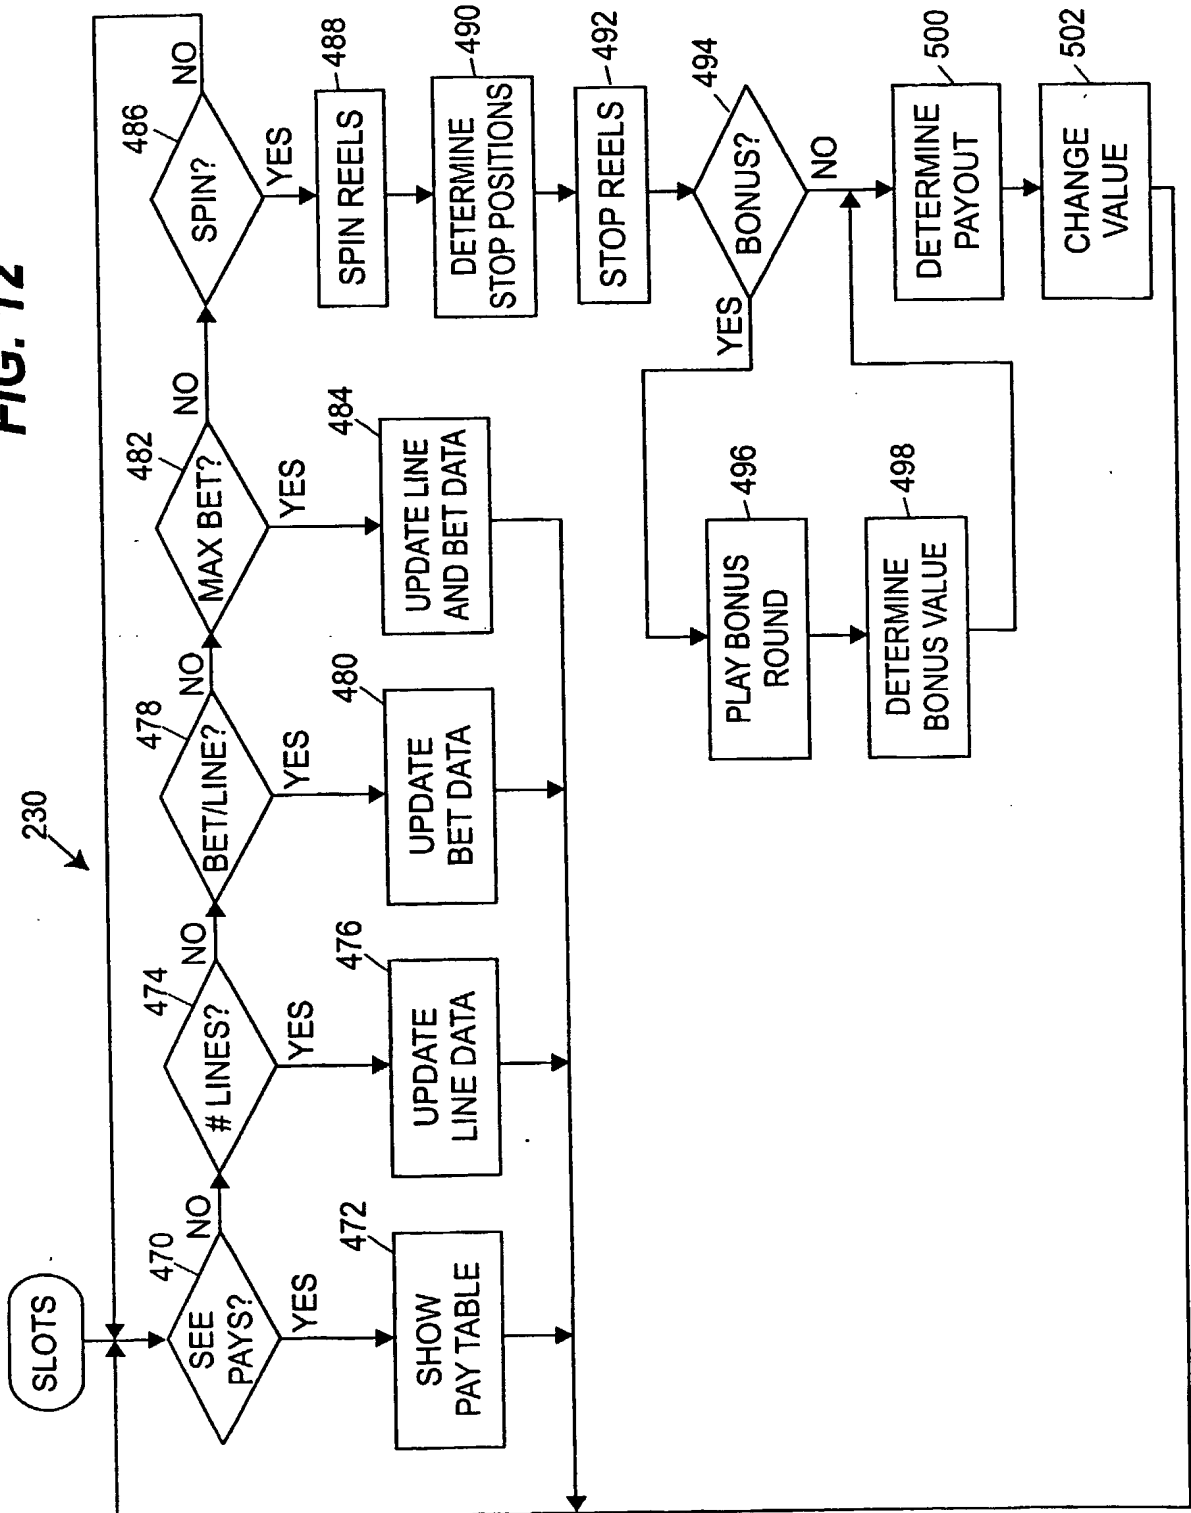 FIG. 12
230
SLOTS
470
SEE
PAYS?
NO
YES
472
SHOW
PAY TABLE
474
# LINES?
NO
YES
476
UPDATE
LINE DATA
478
BET/LINE?
NO
YES
480
UPDATE
BET DATA
482
MAX BET?
NO
YES
484
UPDATE LINE
AND BET DATA
486
SPIN?
NO
YES
488
SPIN REELS
490
DETERMINE
STOP POSITIONS
492
STOP REELS
494
BONUS?
YES
NO
496
PLAY BONUS
ROUND
498
DETERMINE
BONUS VALUE
500
DETERMINE
PAYOUT
502
CHANGE
VALUE